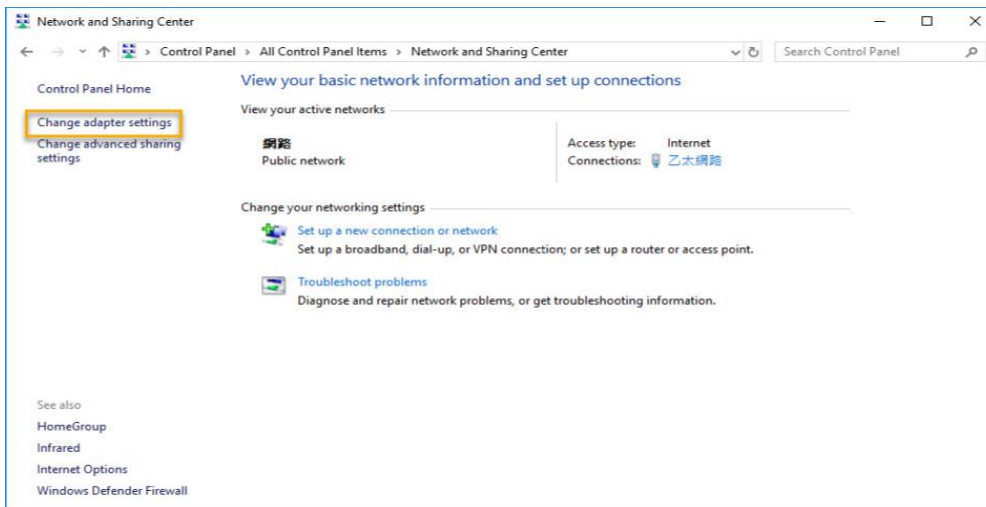 Network and Sharing Center
Control Panel > All Control Panel Items > Network and Sharing Center
Search Control Panel
Control Panel Home
Change adapter settings
Change advanced sharing
settings
View your basic network information and set up connections
View your active networks
網路
Public network
Access type: Internet
Connections: 乙太網路
Change your networking settings
Set up a new connection or network
Set up a broadband, dial-up, or VPN connection; or set up a router or access point.
Troubleshoot problems
Diagnose and repair network problems, or get troubleshooting information.
See also
HomeGroup
Infrared
Internet Options
Windows Defender Firewall